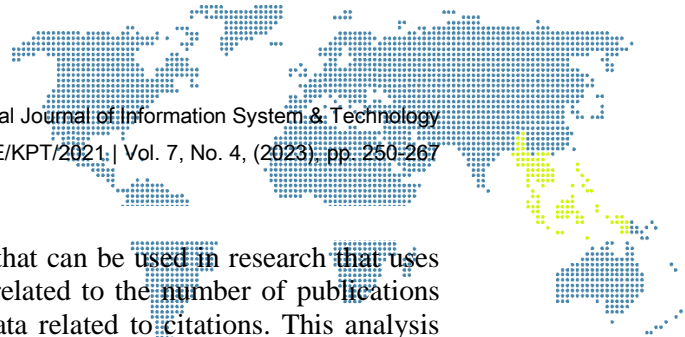 al Journal of Information System & Technology
E/KPT/2021 | Vol. 7, No. 4, (2023), pp. 250-267
that can be used in research that uses
related to the number of publications
ata related to citations. This analysis